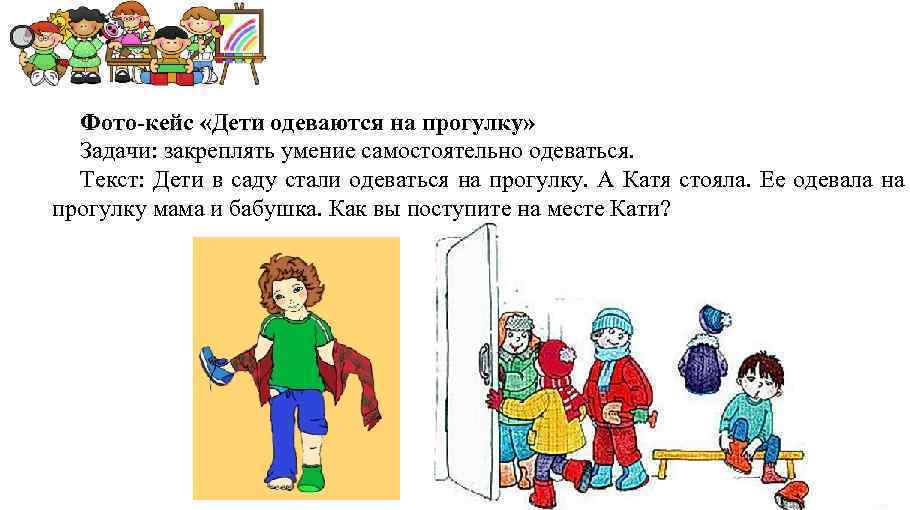 Фото-кейс «Дети одеваются на прогулку»
Задачи: закреплять умение самостоятельно одеваться.
Текст: Дети в саду стали одеваться на прогулку. А Катя стояла. Ее одевала на
прогулку мама и бабушка. Как вы поступите на месте Кати?